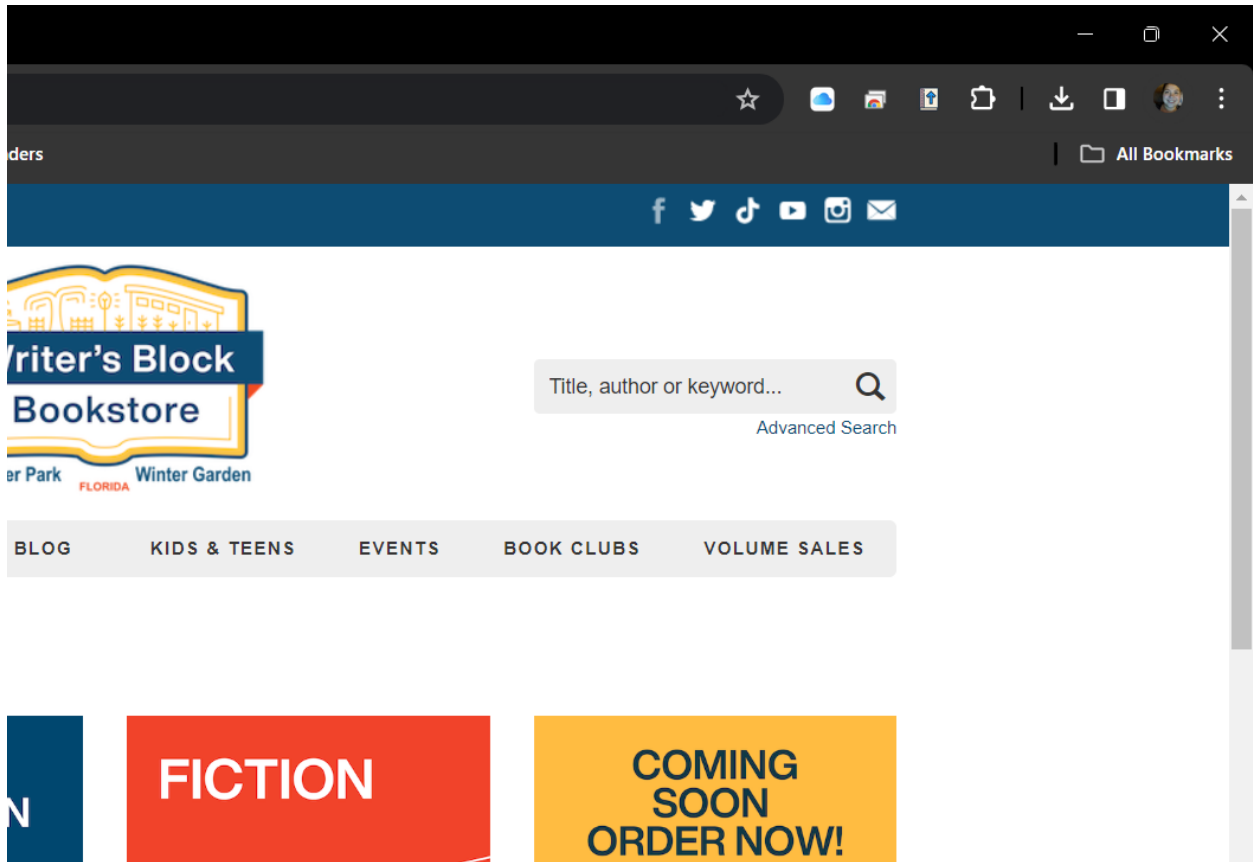 ders
All Bookmarks
riter's Block
Bookstore
er Park FLORIDA Winter Garden
Title, author or keyword...
Advanced Search
BLOG KIDS & TEENS EVENTS BOOK CLUBS VOLUME SALES
N
FICTION
COMING
SOON
ORDER NOW!